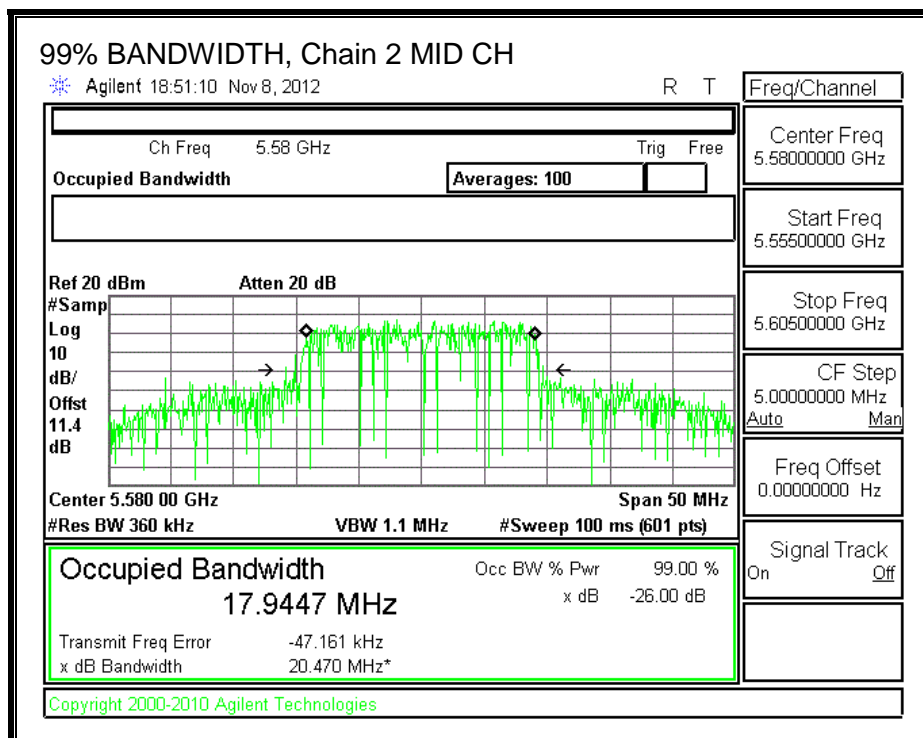 99% BANDWIDTH, Chain 2 MID CH
Agilent 18:51:10 Nov 8, 2012 R T
Freq/Channel
Ch Freq 5.58 GHz Trig Free
Occupied Bandwidth Averages: 100
Center Freq
5.58000000 GHz
Start Freq
5.55500000 GHz
Stop Freq
5.60500000 GHz
CF Step
5.00000000 MHz
Auto Man
Freq Offset
0.00000000 Hz
Signal Track
On Off
Ref 20 dBm Atten 20 dB
#Samp
Log
10
dB/
Offst
11.4
dB
Center 5.580 00 GHz Span 50 MHz
#Res BW 360 kHz VBW 1.1 MHz #Sweep 100 ms (601 pts)
Occupied Bandwidth Occ BW % Pwr 99.00 %
17.9447 MHz x dB -26.00 dB
Transmit Freq Error -47.161 kHz
x dB Bandwidth 20.470 MHz*
Copyright 2000-2010 Agilent Technologies